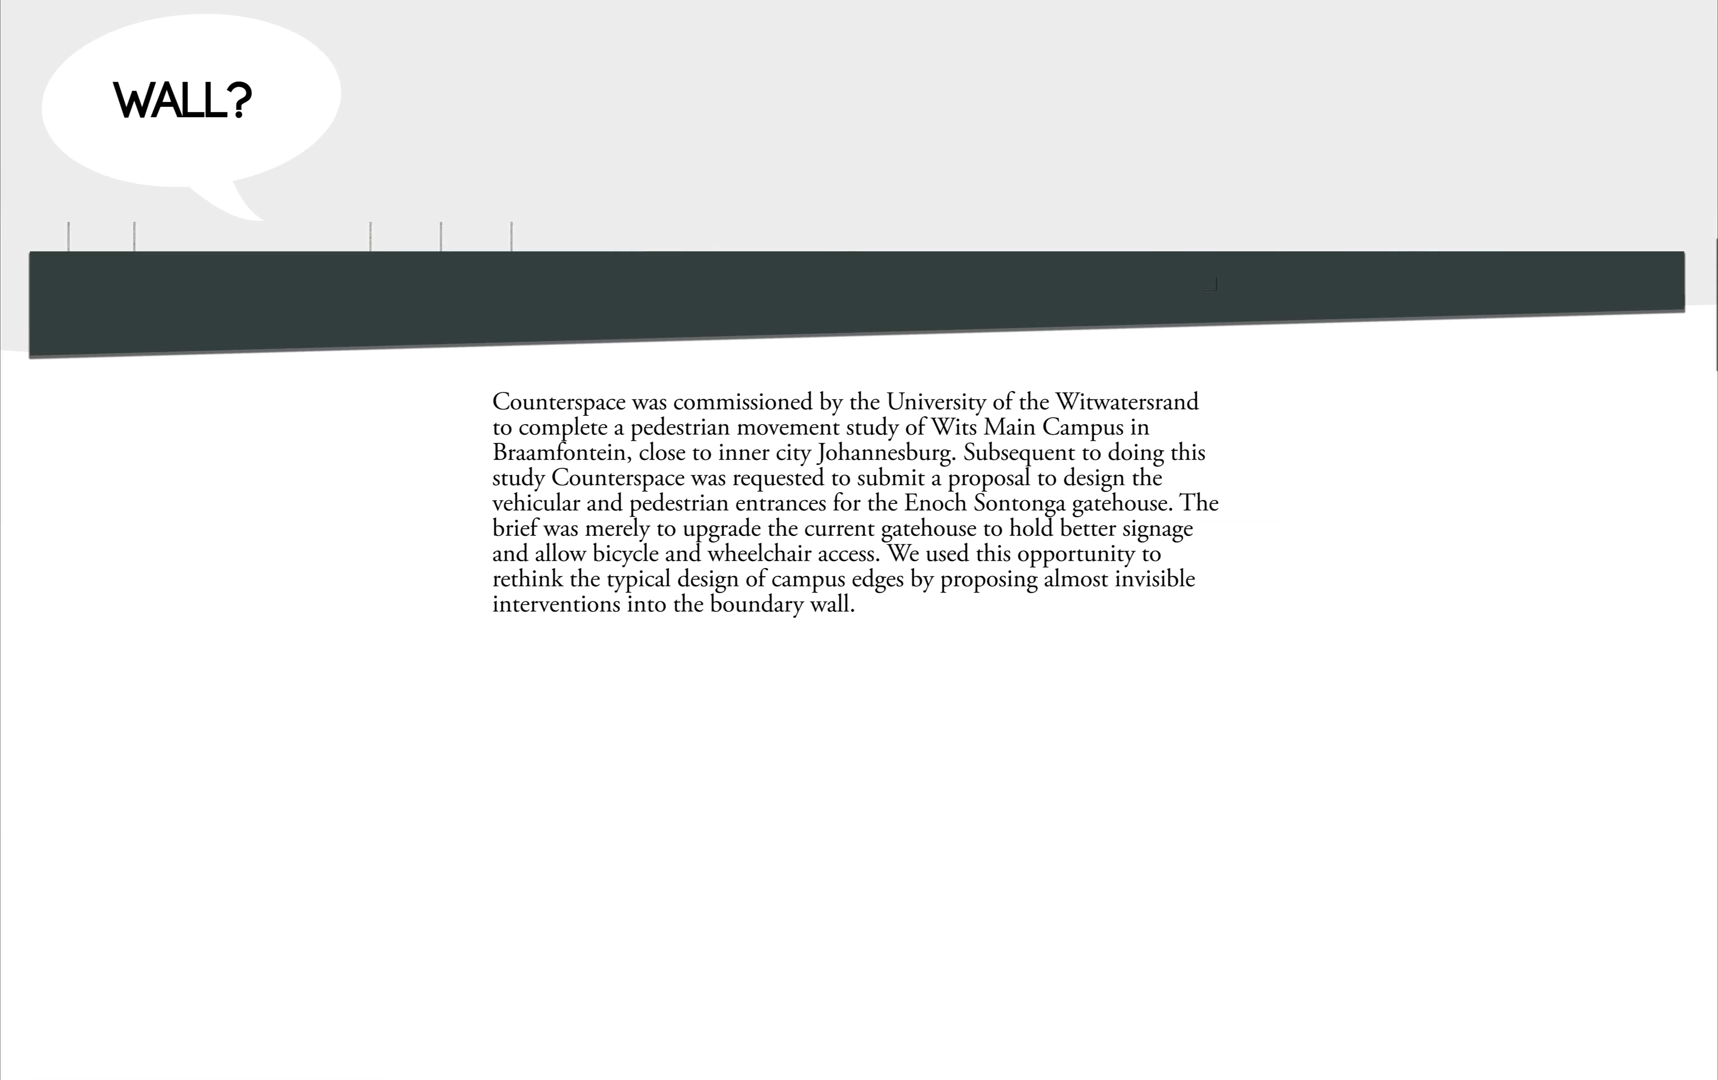 WALL?
Counterspace was commissioned by the University of the Witwatersrand
to complete a pedestrian movement study of Wits Main Campus in
Braamfontein, close to inner city Johannesburg. Subsequent to doing this
study Counterspace was requested to submit a proposal to design the
vehicular and pedestrian entrances for the Enoch Sontonga gatehouse. The
brief was merely to upgrade the current gatehouse to hold better signage
and allow bicycle and wheelchair access. We used this opportunity to
rethink the typical design of campus edges by proposing almost invisible
interventions into the boundary wall.